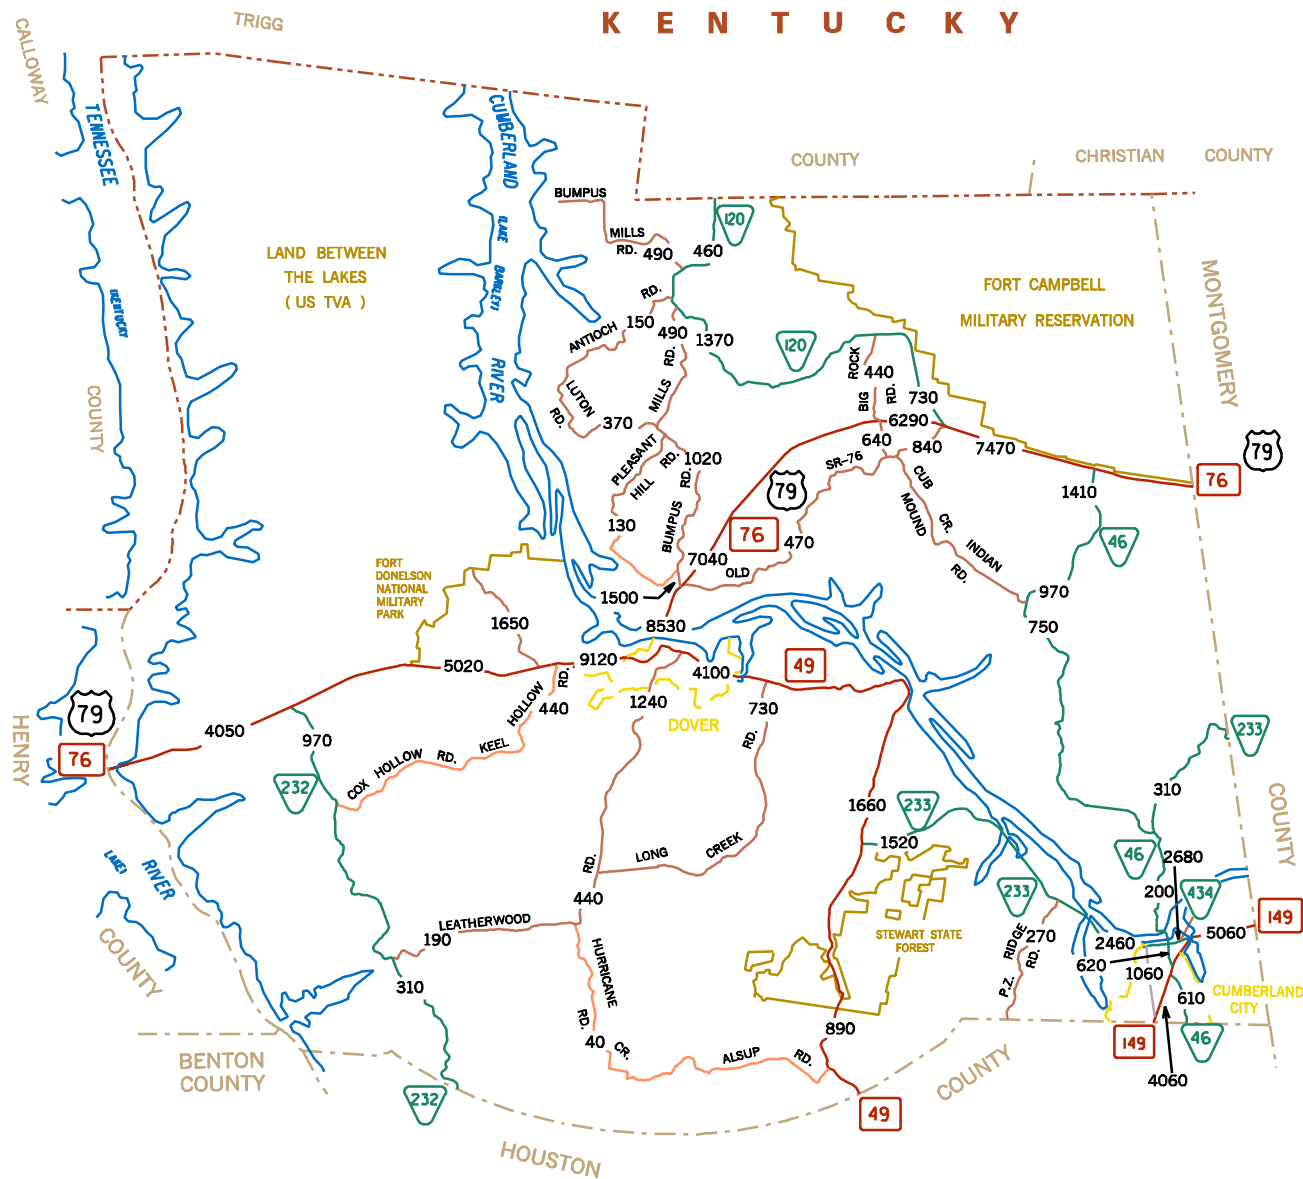 KENTUCKY
TRIGG
CALLOWAY
TENNESSEE
CUMBERLAND
COUNTY
CHRISTIAN
COUNTY
BUMPUS
MILLS
RD.
490
460
120
(LAKE
BARKLEY)
RIVER
LAND BETWEEN
THE LAKES
( US TVA )
FORT CAMPBELL
MILITARY RESERVATION
MONTGOMERY
(KENTUCKY
COUNTY
RD.
150
ANTIOCH
490
1370
120
RD.
MILLS
LUTON
RD.
370
ROCK
440
BIG
RD.
730
6290
640
840
7470
79
76
PLEASANT
HILL
RD.
1020
RD.
BUMPUS
130
SR-76
79
76
470
CUB
CR.
MOUND
INDIAN
RD.
1410
46
7040
OLD
970
750
FORT
DONELSON
NATIONAL
MILITARY
PARK
1500
8530
1650
5020
9120
4100
49
RD.
HOLLOW
440
1240
DOVER
730
RD.
HENRY
79
76
4050
970
232
COX
HOLLOW
RD.
KEEL
233
310
COUNTY
1660
233
1520
46
2680
200
434
149
5060
LAKE)
RIVER
COUNTY
RD.
LONG
CREEK
440
LEATHERWOOD
190
310
HURRICANE
RD.
40
CR.
ALSUP
RD.
STEWART STATE
FOREST
233
RIDGE
270
RD.
P.Z.
2460
620
1060
610
CUMBERLAND
CITY
149
46
4060
890
49
BENTON
COUNTY
232
COUNTY
HOUSTON